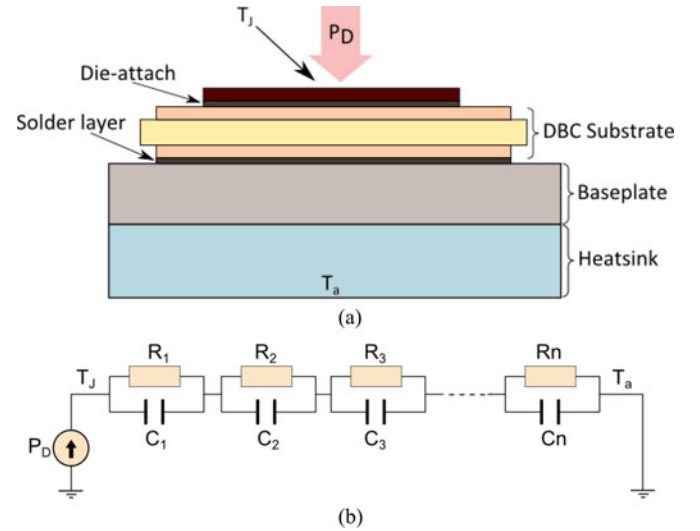 T_J
P_D
Die-attach
Solder layer
DBC Substrate
Baseplate
Heatsink
T_a
(a)
R_1 R_2 R_3 Rn
T_J T_a
C_1 C_2 C_3 Cn
P_D
(b)